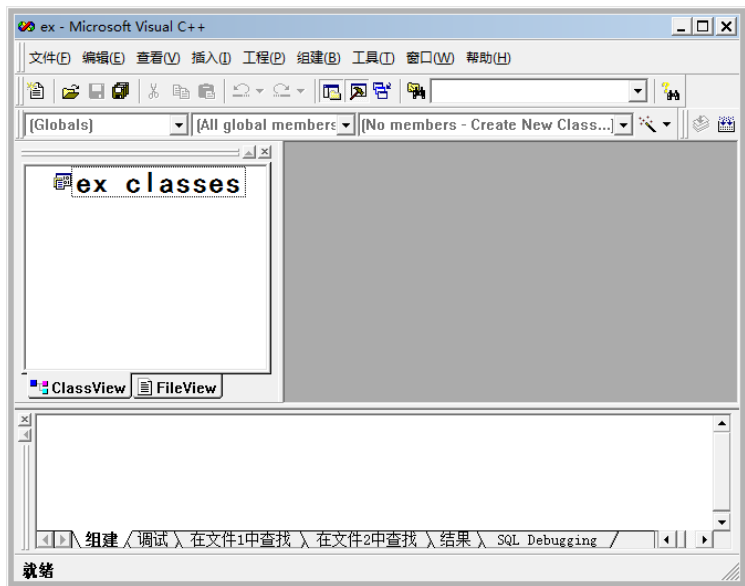 ex - Microsoft Visual C++
文件(F) 编辑(E) 查看(V) 插入(I) 工程(P) 组建(B) 工具(T) 窗口(W) 帮助(H)
(Globals) (All global members (No members - Create New Class...)
ex classes
ClassView FileView
组建 调试 在文件1中查找 在文件2中查找 结果 SQL Debugging
就绪